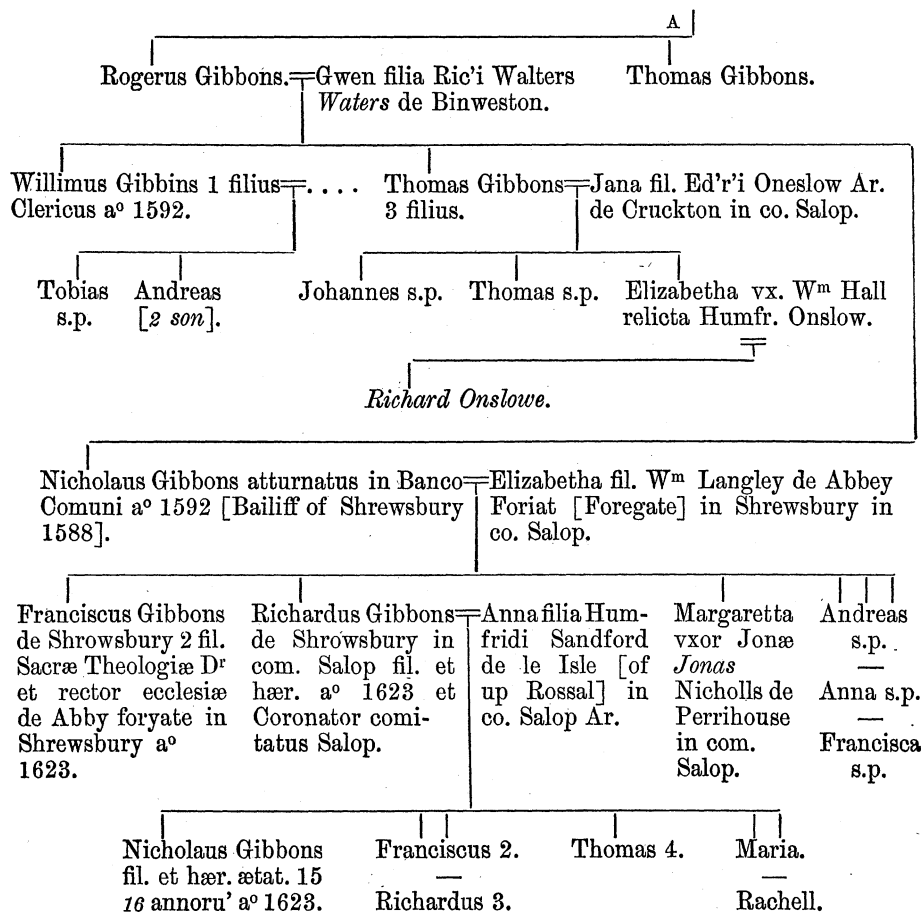 A
Rogerus Gibbons.
Gwen filia Ric'i Walters
Waters de Binweston.
Thomas Gibbons.
Willimus Gibbins 1 filius
Clericus aº 1592.
. . . .
Thomas Gibbons
3 filius.
Jana fil. Ed'r'i Oneslow Ar.
de Cruckton in co. Salop.
Tobias
s.p.
Andreas
[2 son].
Johannes s.p.
Thomas s.p.
Elizabetha vx. Wᵐ Hall
relicta Humfr. Onslow.
Richard Onslowe.
Nicholaus Gibbons atturnatus in Banco
Comuni aº 1592 [Bailiff of Shrewsbury
1588].
Elizabetha fil. Wᵐ Langley de Abbey
Foriat [Foregate] in Shrewsbury in
co. Salop.
Franciscus Gibbons
de Shrowsbury 2 fil.
Sacræ Theologiæ Dʳ
et rector ecclesiæ
de Abby foryate in
Shrewsbury aº
1623.
Richardus Gibbons
de Shrowsbury in
com. Salop fil. et
hær. aº 1623 et
Coronator comi-
tatus Salop.
Anna filia Hum-
fridi Sandford
de le Isle [of
up Rossal] in
co. Salop Ar.
Margaretta
vxor Jonæ
Jonas
Nicholls de
Perrihouse
in com.
Salop.
Andreas
s.p.
—
Anna s.p.
—
Francisca
s.p.
Nicholaus Gibbons
fil. et hær. ætat. 15
16 annoru' aº 1623.
Franciscus 2.
—
Richardus 3.
Thomas 4.
Maria.
—
Rachell.